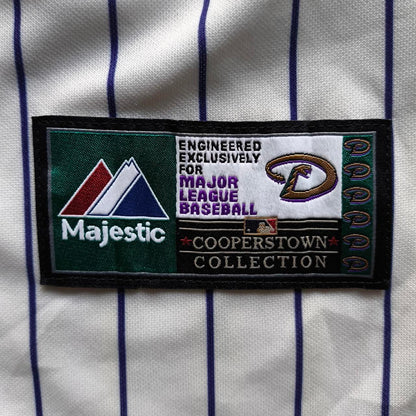 Majestic
ENGINEERED
EXCLUSIVELY
FOR
MAJOR
LEAGUE
BASEBALL
COOPERSTOWN
COLLECTION